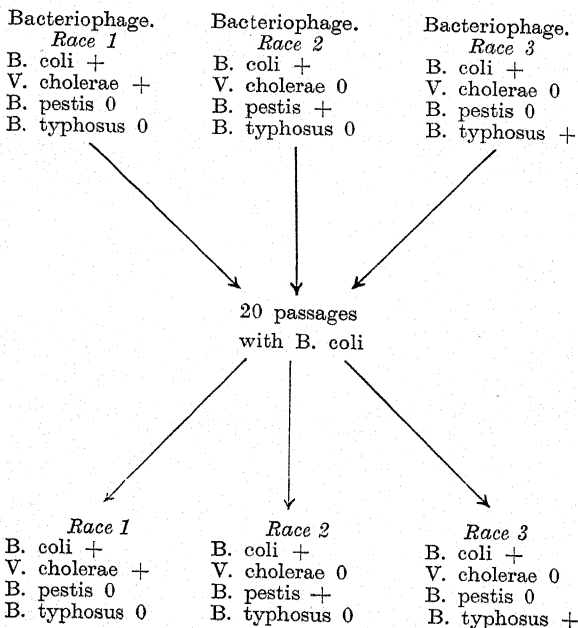 Bacteriophage.
Race 1
B. coli +
V. cholerae +
B. pestis 0
B. typhosus 0
Bacteriophage.
Race 2
B. coli +
V. cholerae 0
B. pestis +
B. typhosus 0
Bacteriophage.
Race 3
B. coli +
V. cholerae 0
B. pestis 0
B. typhosus +
20 passages
with B. coli
Race 1
B. coli +
V. cholerae +
B. pestis 0
B. typhosus 0
Race 2
B. coli +
V. cholerae 0
B. pestis +
B. typhosus 0
Race 3
B. coli +
V. cholerae 0
B. pestis 0
B. typhosus +